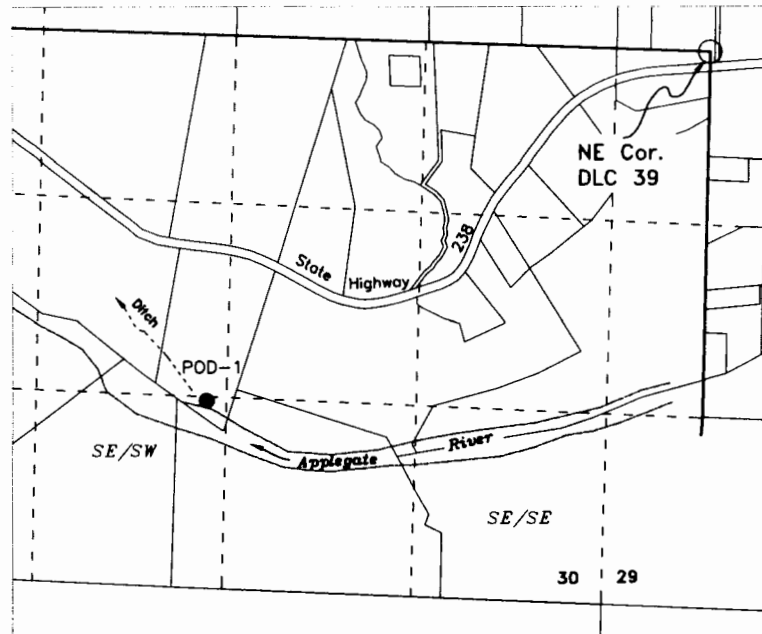 NE Cor.
DLC 39
238
State Highway
Ditch
POD-1
SE/SW
Applegate River
SE/SE
30 29